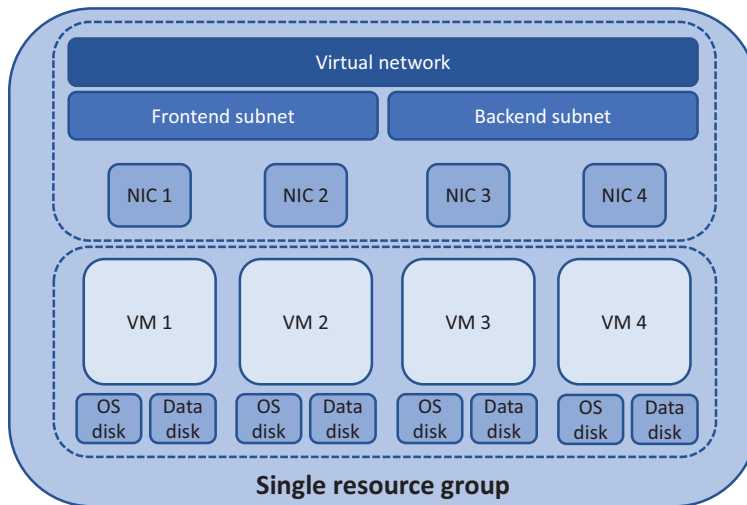 Virtual network
Frontend subnet
Backend subnet
NIC 1
NIC 2
NIC 3
NIC 4
VM 1
VM 2
VM 3
VM 4
OS
disk
Data
disk
OS
disk
Data
disk
OS
disk
Data
disk
OS
disk
Data
disk
Single resource group